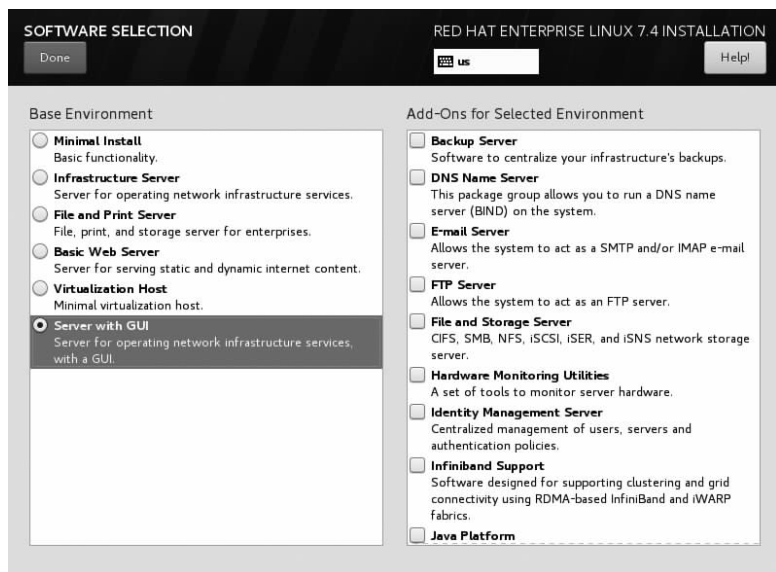 SOFTWARE SELECTION
RED HAT ENTERPRISE LINUX 7.4 INSTALLATION
Done
us
Help!
Base Environment
Minimal Install
Basic functionality.
Infrastructure Server
Server for operating network infrastructure services.
File and Print Server
File, print, and storage server for enterprises.
Basic Web Server
Server for serving static and dynamic internet content.
Virtualization Host
Minimal virtualization host.
Server with GUI
Server for operating network infrastructure services,
with a GUI.
Add-Ons for Selected Environment
Backup Server
Software to centralize your infrastructure's backups.
DNS Name Server
This package group allows you to run a DNS name
server (BIND) on the system.
E-mail Server
Allows the system to act as a SMTP and/or IMAP e-mail
server.
FTP Server
Allows the system to act as an FTP server.
File and Storage Server
CIFS, SMB, NFS, iSCSI, iSER, and iSNS network storage
server.
Hardware Monitoring Utilities
A set of tools to monitor server hardware.
Identity Management Server
Centralized management of users, servers and
authentication policies.
Infiniband Support
Software designed for supporting clustering and grid
connectivity using RDMA-based InfiniBand and iWARP
fabrics.
Java Platform